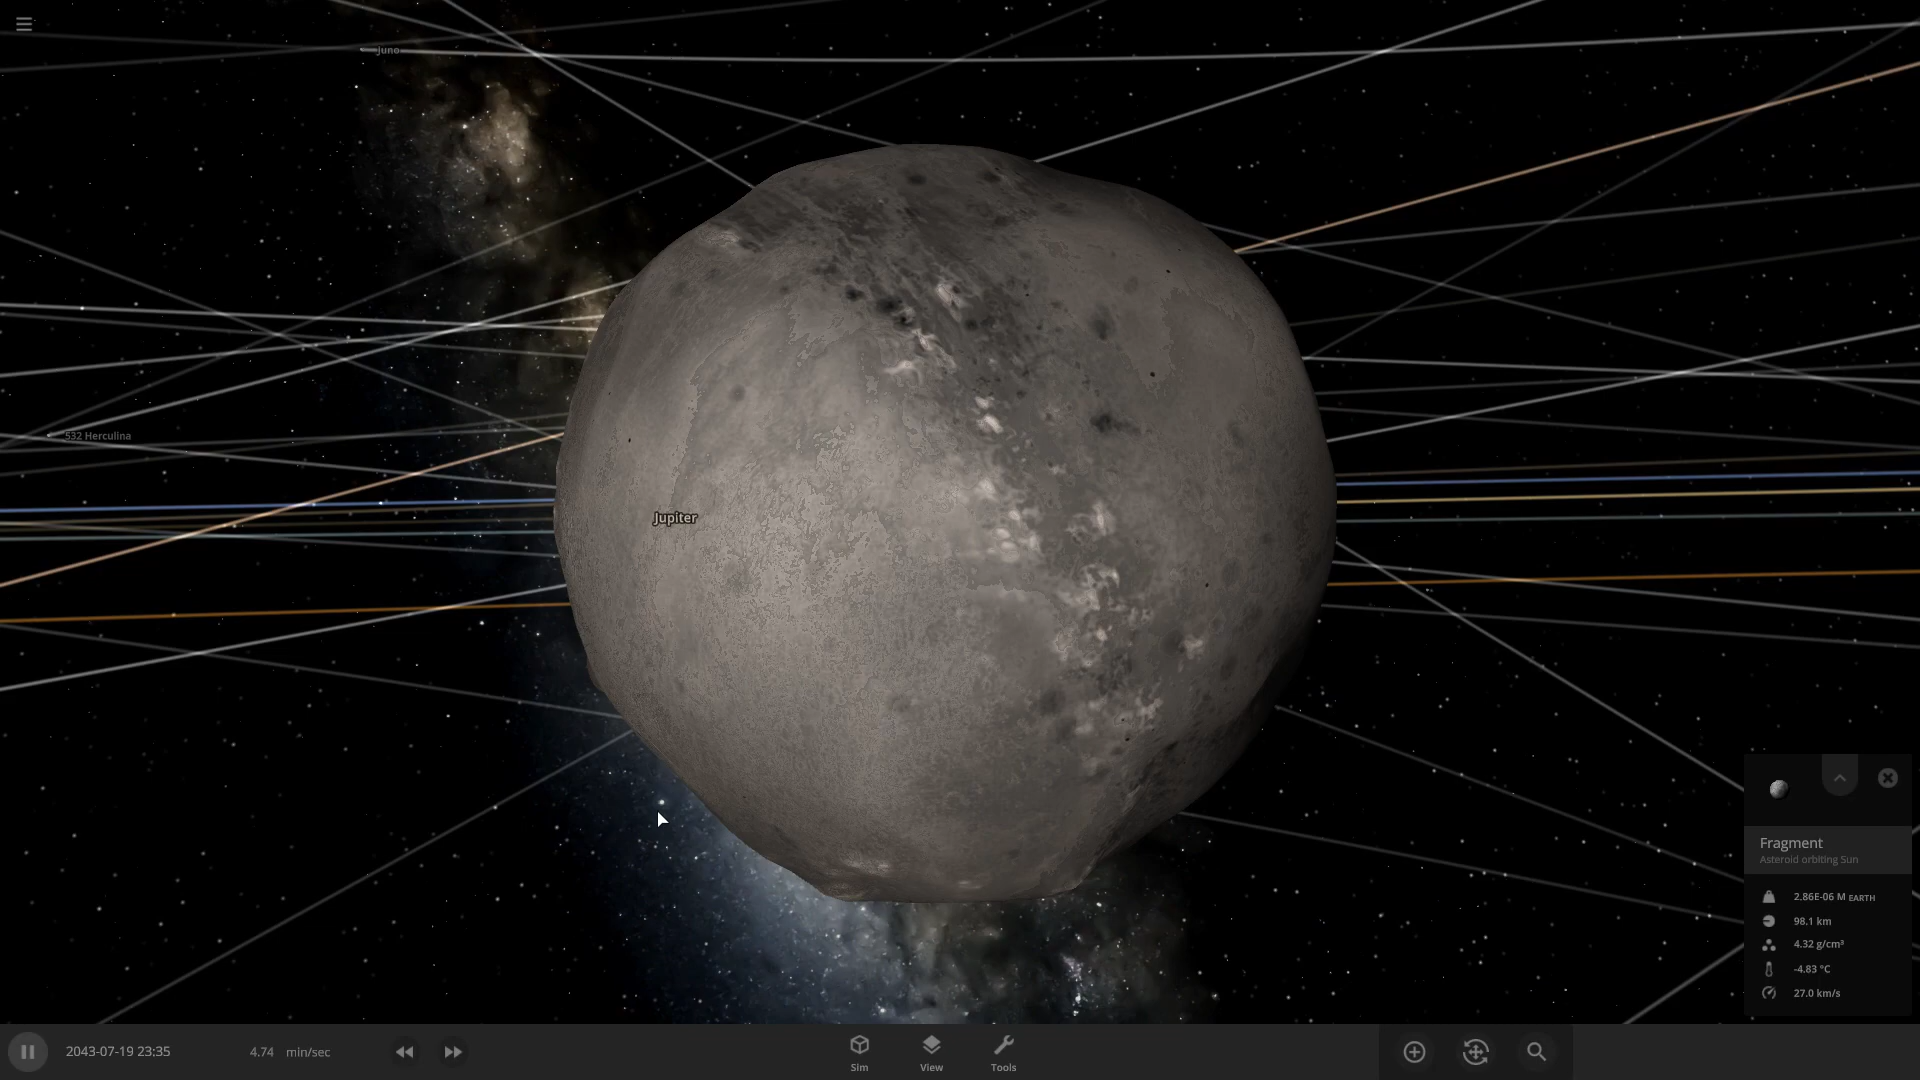 Juno
532 Herculina
Jupiter
Fragment
Asteroid orbiting Sun
2.86E-06 M EARTH
98.1 km
4.32 g/cm³
-4.83 °C
27.0 km/s
2043-07-19 23:35
4.74 min/sec
Sim
View
Tools